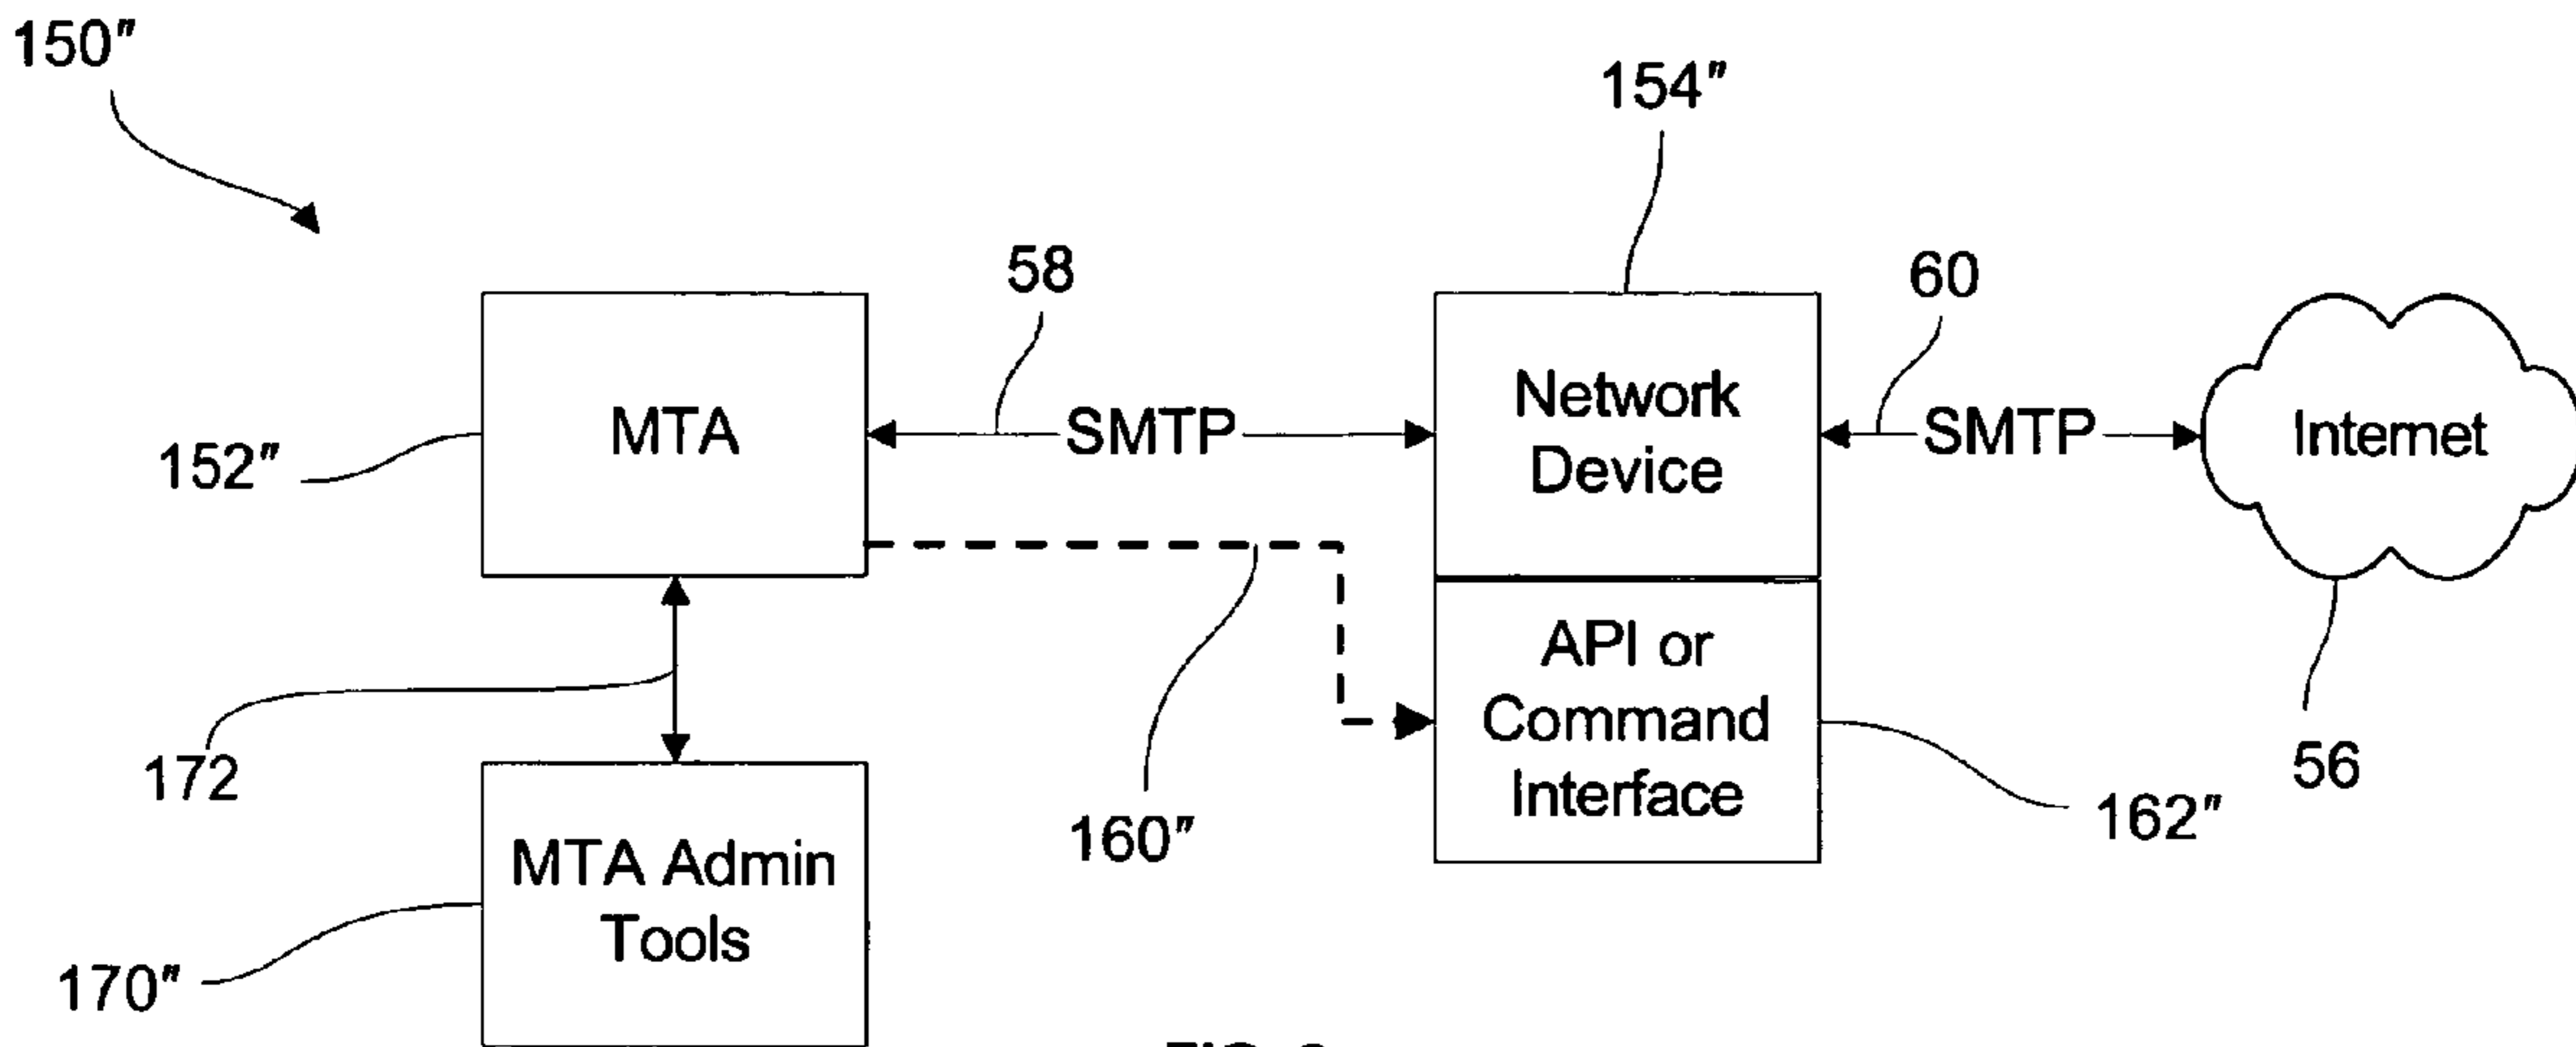 150″
154″
58
60
MTA
SMTP
Network
Device
SMTP
Internet
152″
API or
Command
Interface
172
160″
162″
56
MTA Admin
Tools
170″